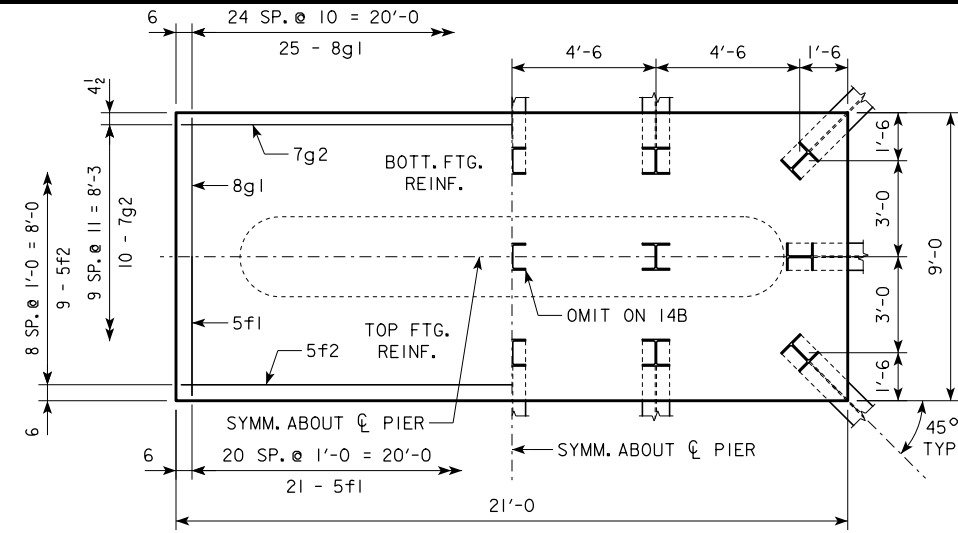 6
24 SP. @ 10 = 20'-0
25 - 8g1
4'-6
4'-6
1'-6
4½
7g2
BOTT. FTG.
REINF.
8g1
1'-6
3'-0
9'-0
3'-0
1'-6
8 SP. @ 1'-0 = 8'-0
9 - 5f2
9 SP. @ 11 = 8'-3
10 - 7g2
OMIT ON 14B
5f1
TOP FTG.
REINF.
5f2
6
SYMM. ABOUT ℄ PIER
SYMM. ABOUT ℄ PIER
45°
TYP
6
20 SP. @ 1'-0 = 20'-0
21 - 5f1
21'-0